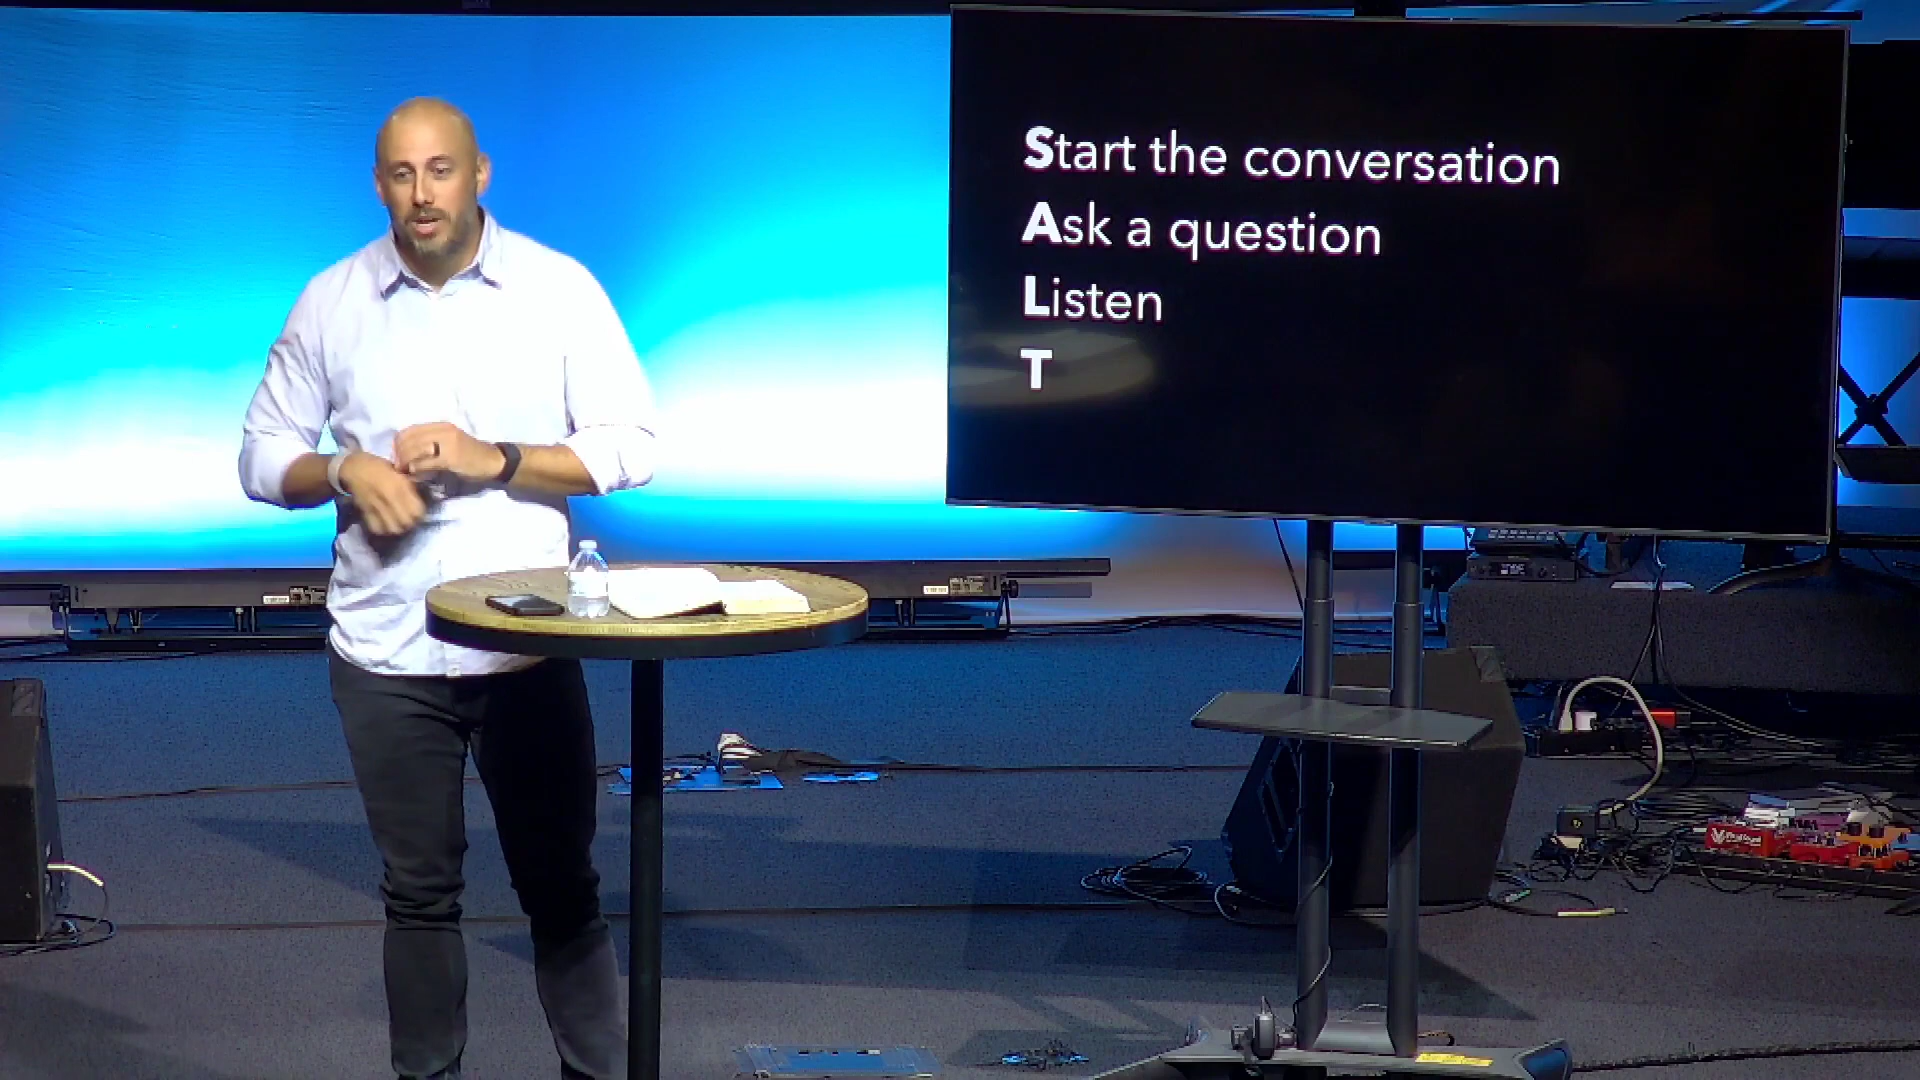 Start the conversation
Ask a question
Listen
T